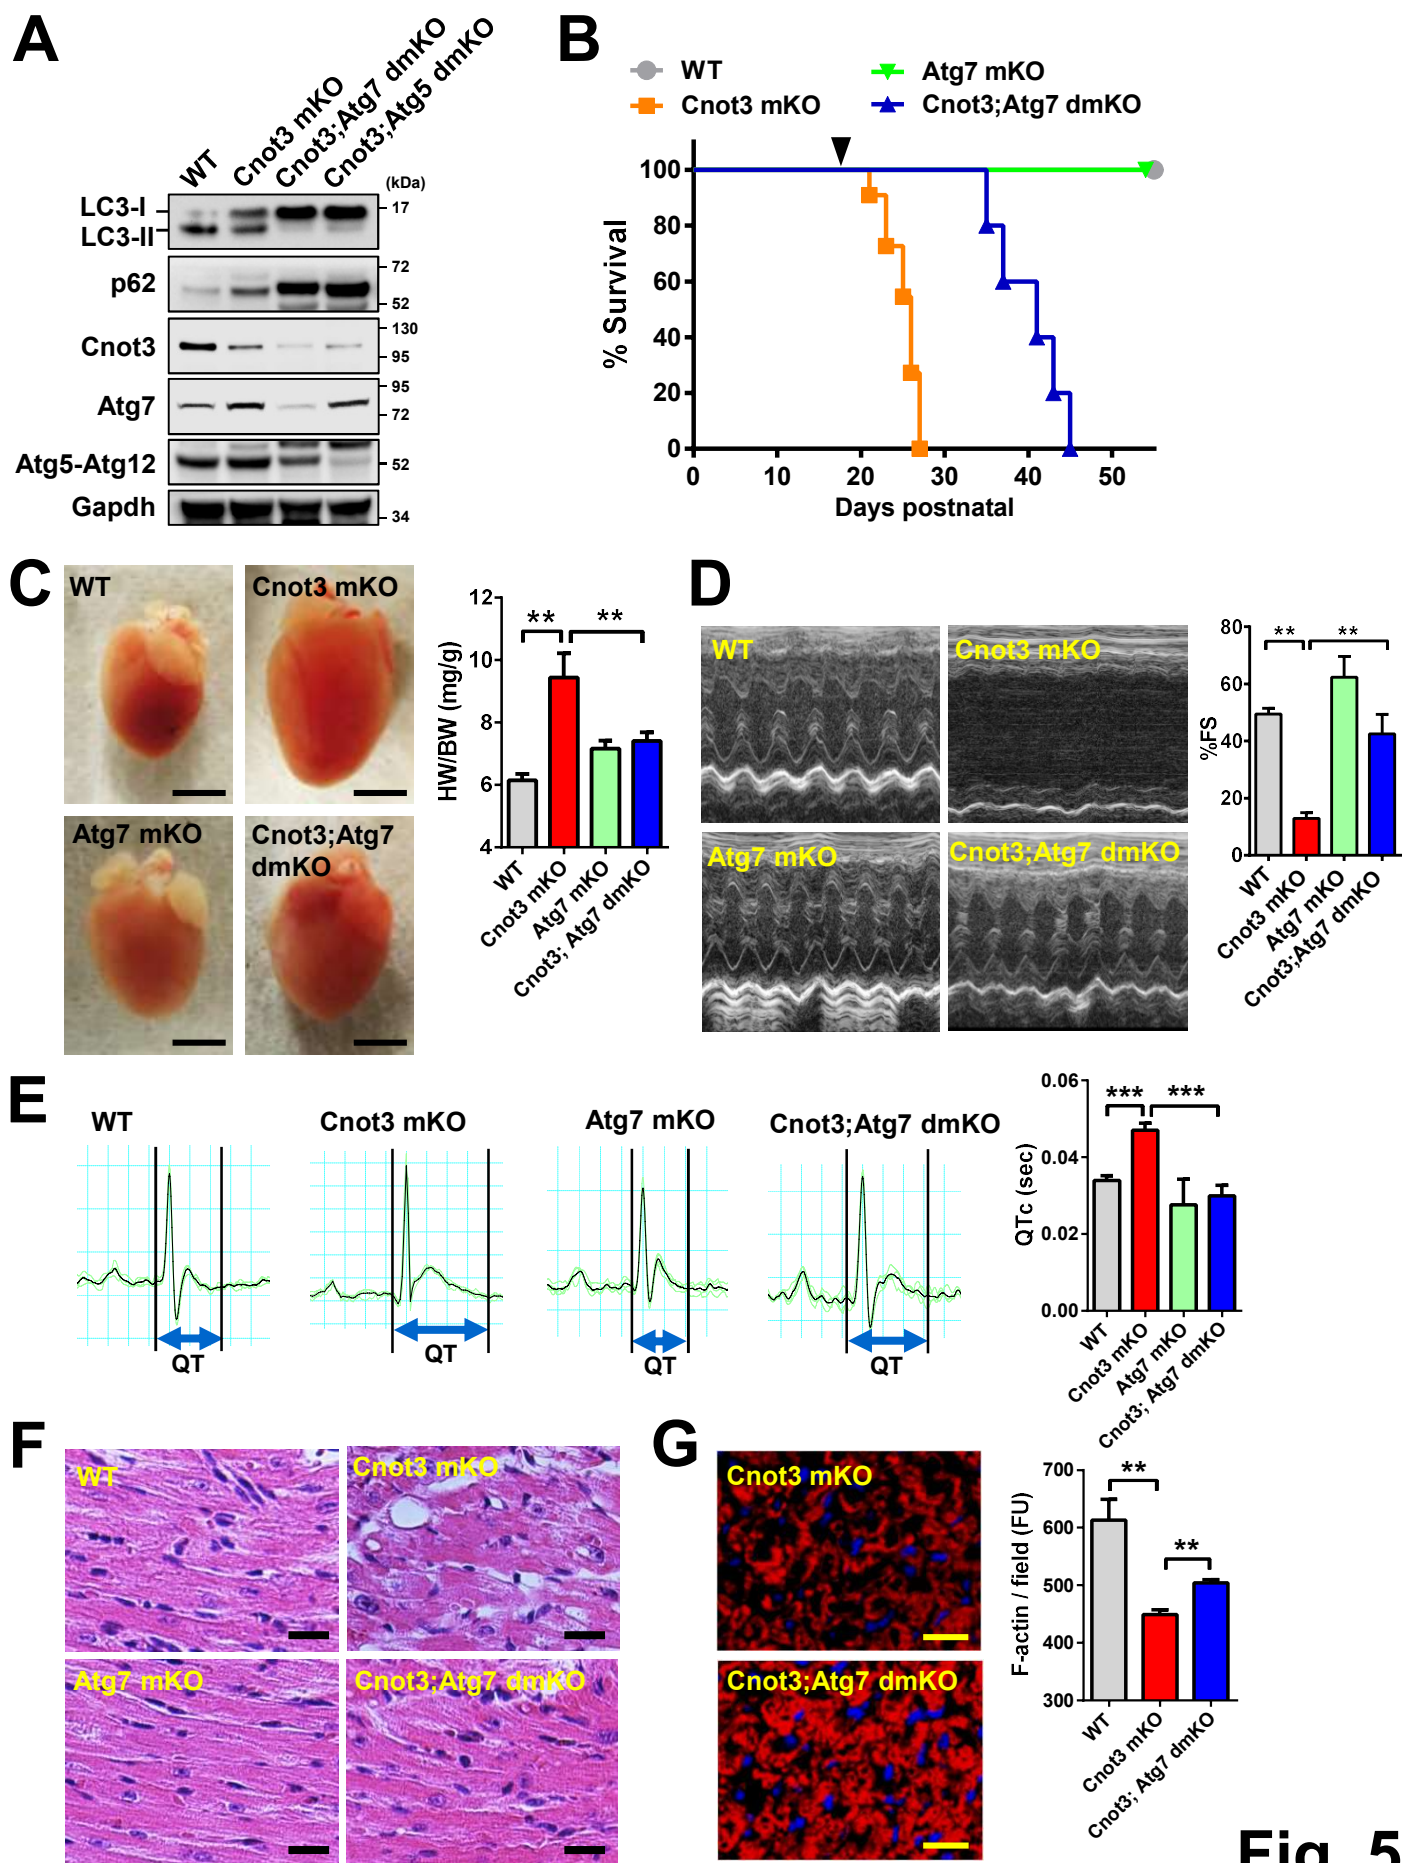 A
WT
Cnot3 mKO
Cnot3;Atg7 dmKO
Cnot3;Atg5 dmKO
(kDa)
LC3-I
LC3-II
17
p62
72
52
Cnot3
130
95
Atg7
95
72
Atg5-Atg12
52
Gapdh
34
B
WT
Atg7 mKO
Cnot3 mKO
Cnot3;Atg7 dmKO
% Survival
100
80
60
40
20
0
0 10 20 30 40 50
Days postnatal
C
WT
Cnot3 mKO
Atg7 mKO
Cnot3;Atg7
dmKO
HW/BW (mg/g)
12
10
8
6
4
** **
WT
Cnot3 mKO
Atg7 mKO
Cnot3; Atg7 dmKO
D
WT
Cnot3 mKO
Atg7 mKO
Cnot3;Atg7 dmKO
%FS
80
60
40
20
0
** **
WT
Cnot3 mKO
Atg7 mKO
Cnot3;Atg7 dmKO
E
WT
Cnot3 mKO
Atg7 mKO
Cnot3;Atg7 dmKO
QT
QT
QT
QT
QTc (sec)
0.06
0.04
0.02
0.00
*** ***
WT
Cnot3 mKO
Atg7 mKO
Cnot3; Atg7 dmKO
F
WT
Cnot3 mKO
Atg7 mKO
Cnot3;Atg7 dmKO
G
Cnot3 mKO
Cnot3;Atg7 dmKO
F-actin / field (FU)
700
600
500
400
300
**
**
WT
Cnot3 mKO
Cnot3; Atg7 dmKO
Fig. 5